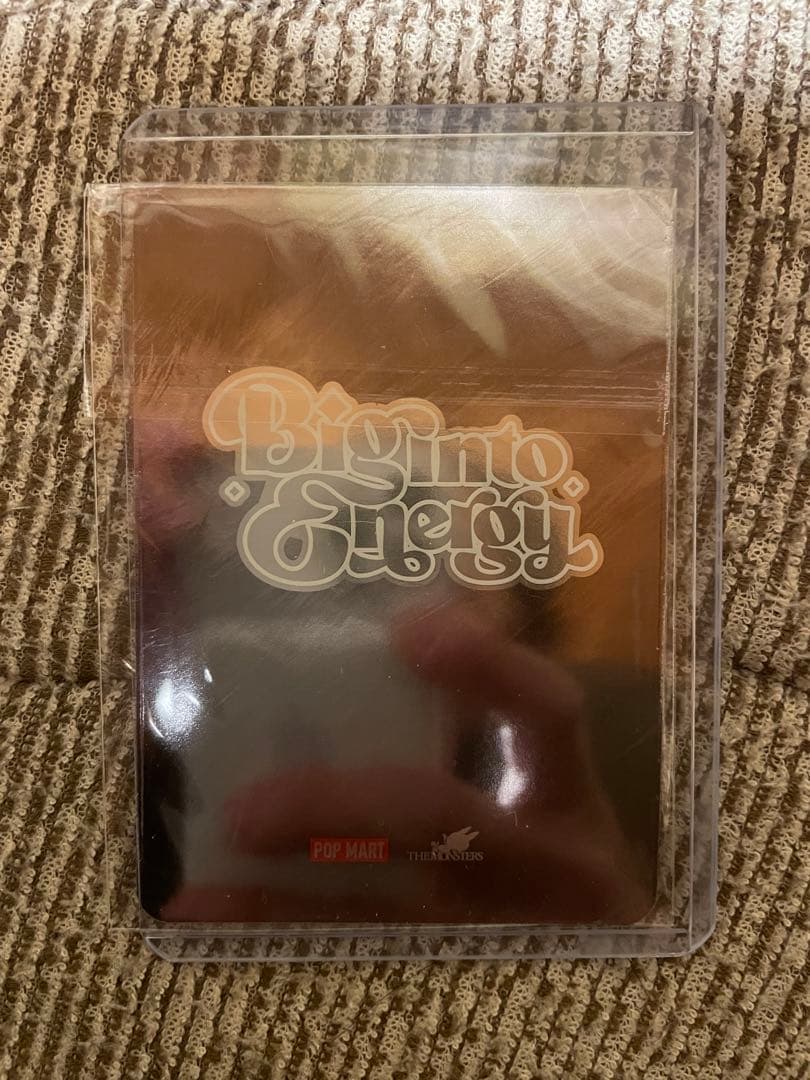 Big into
Energy
POP MART
THE MONSTERS